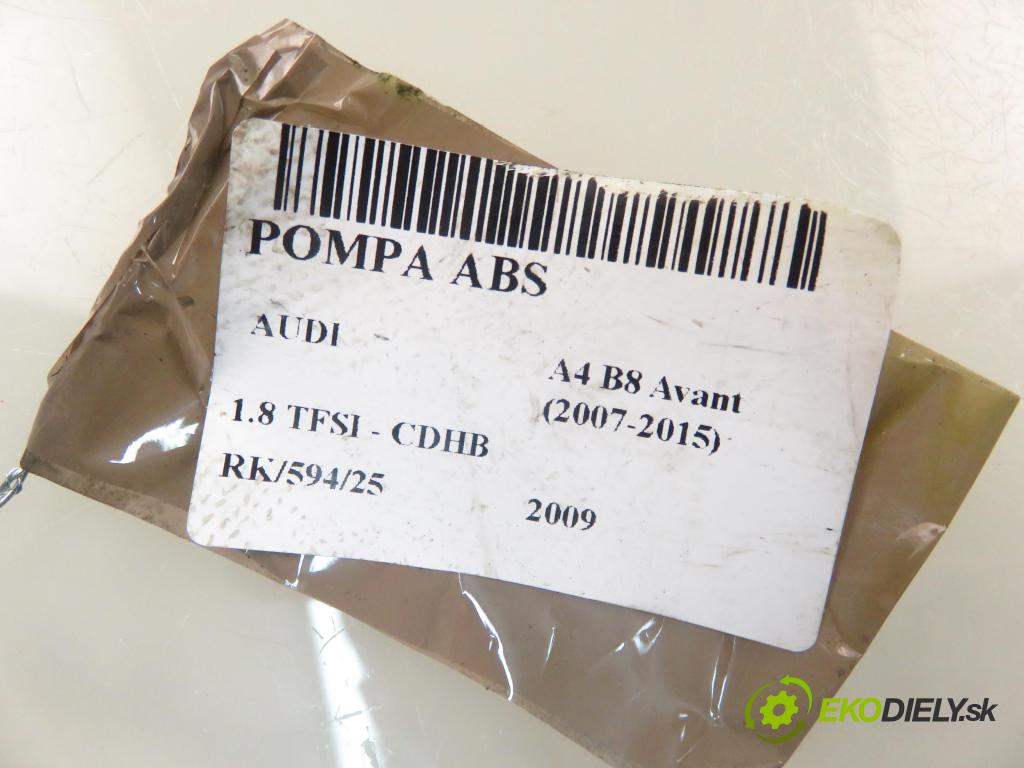 POMPA ABS
AUDI
A4 B8 Avant
(2007-2015)
1.8 TFSI - CDHB
RK/594/25
2009
EKODIELY.sk